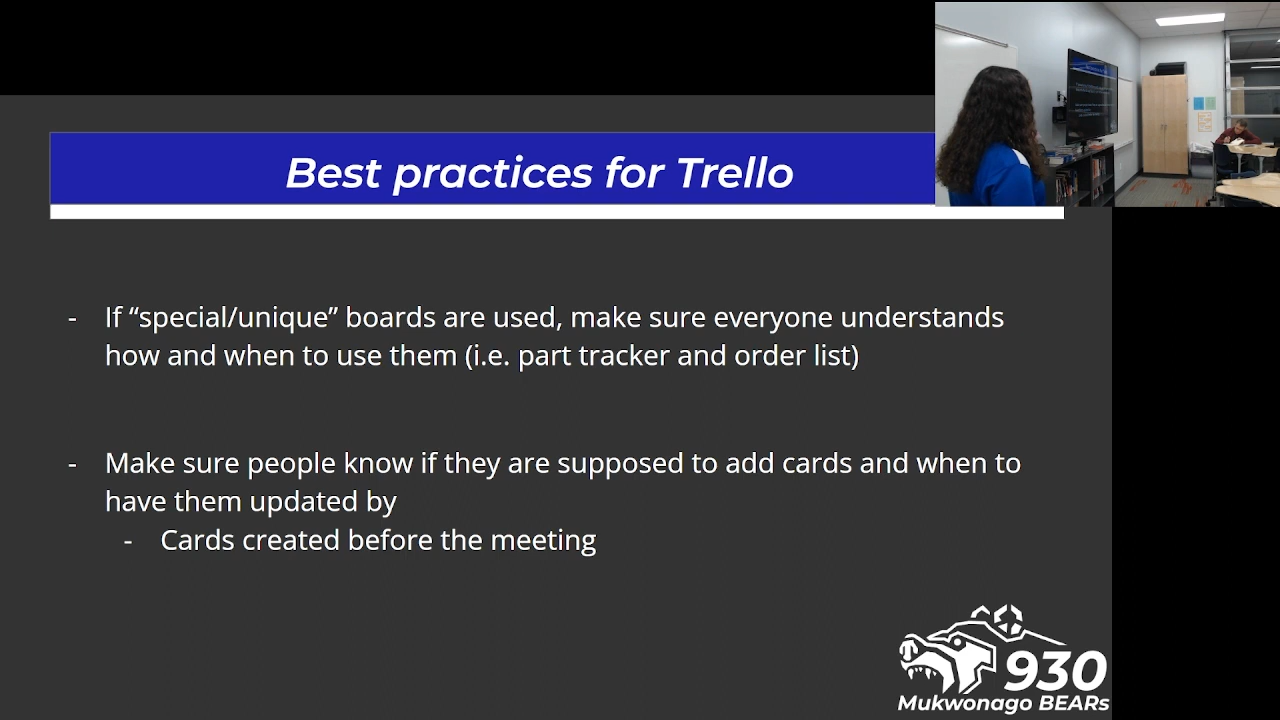 Best practices for Trello
- If “special/unique” boards are used, make sure everyone understands
how and when to use them (i.e. part tracker and order list)
- Make sure people know if they are supposed to add cards and when to
have them updated by
- Cards created before the meeting
930
Mukwonago BEARs